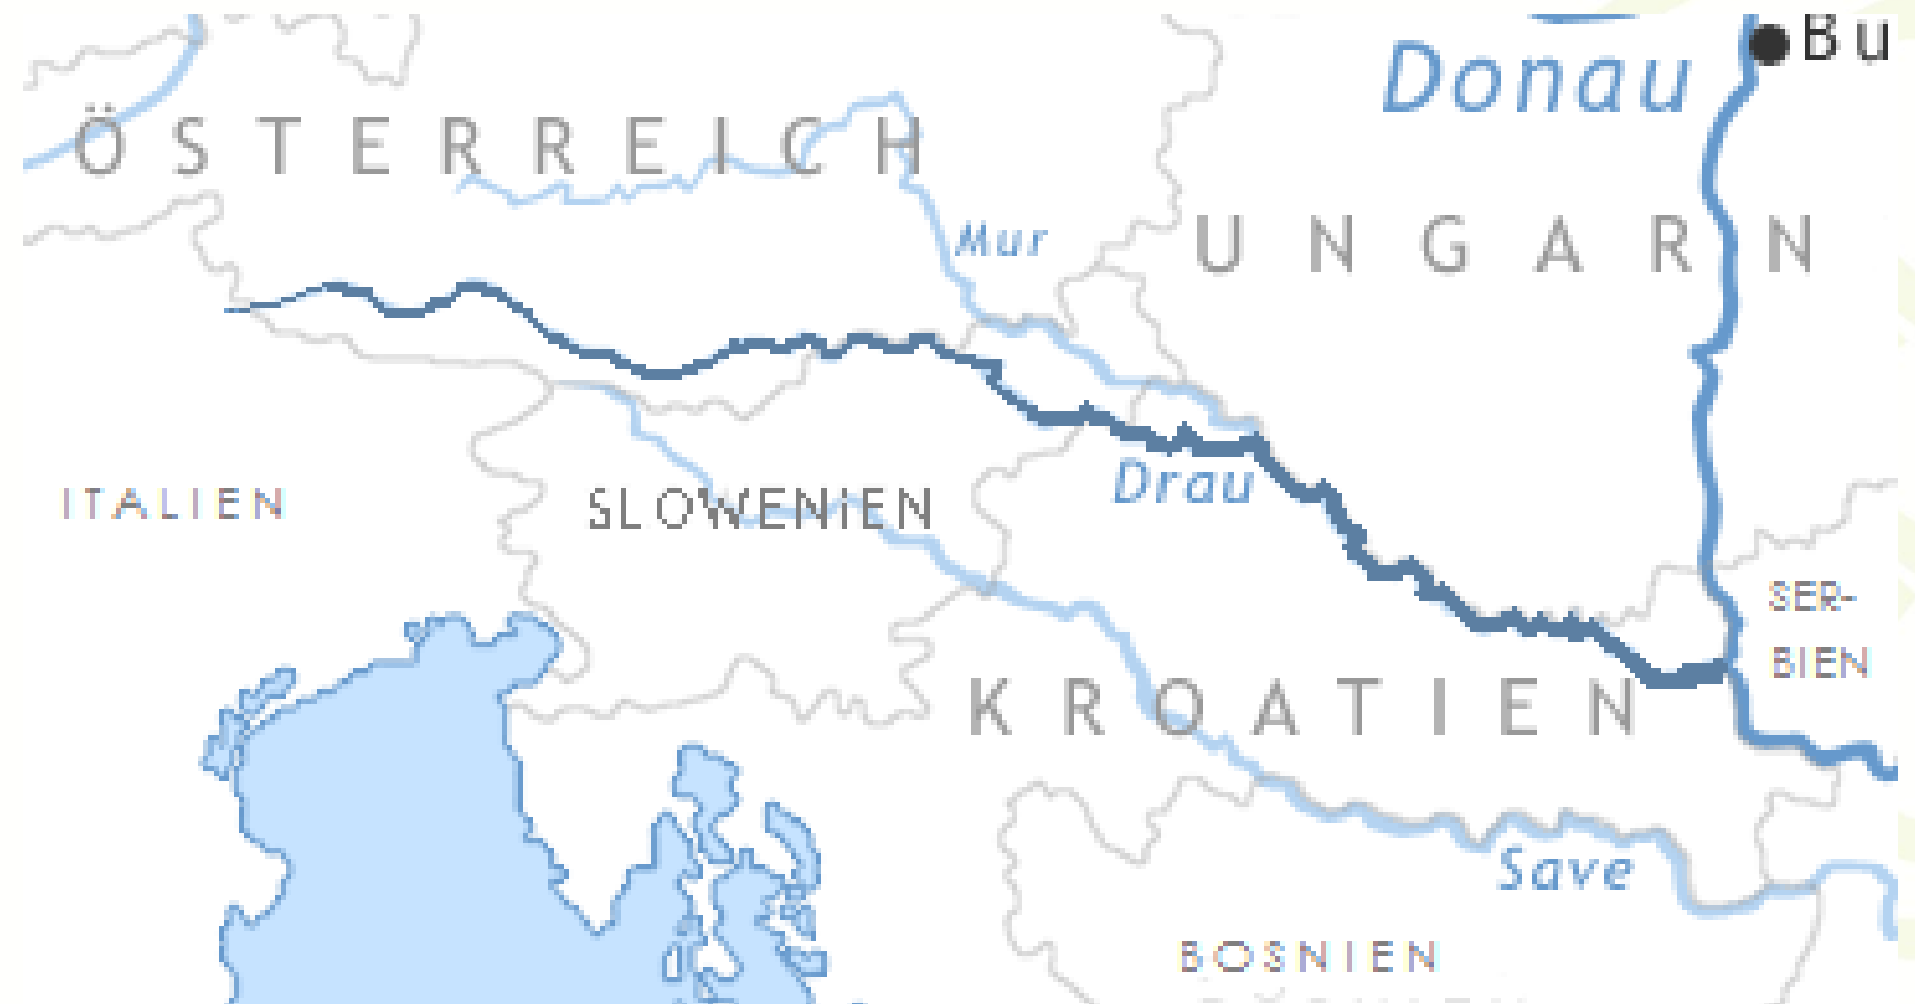 Bu
Donau
ÖSTERREICH
Mur
UNGARN
Drau
ITALIEN
SLOWENIEN
SER-
BIEN
KROATIEN
Save
BOSNIEN